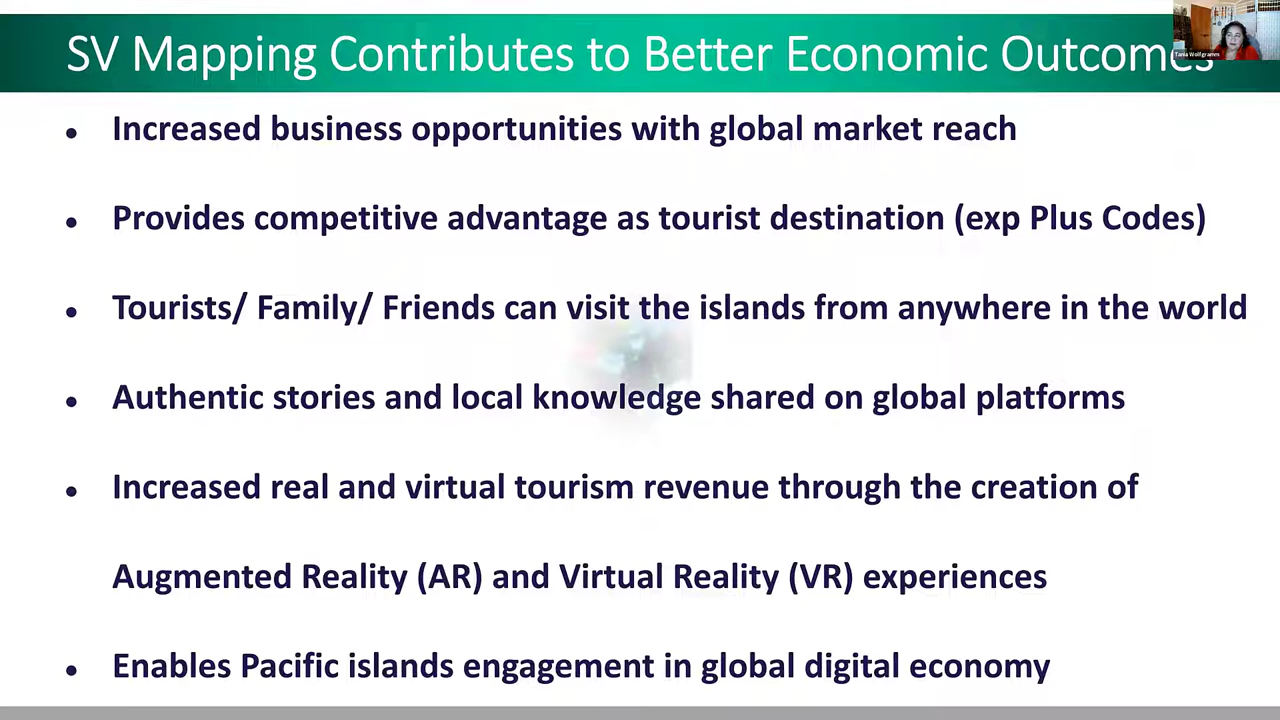 SV Mapping Contributes to Better Economic Outcomes
Tania Wolfgramm
• Increased business opportunities with global market reach
• Provides competitive advantage as tourist destination (exp Plus Codes)
• Tourists/ Family/ Friends can visit the islands from anywhere in the world
• Authentic stories and local knowledge shared on global platforms
• Increased real and virtual tourism revenue through the creation of
Augmented Reality (AR) and Virtual Reality (VR) experiences
• Enables Pacific islands engagement in global digital economy